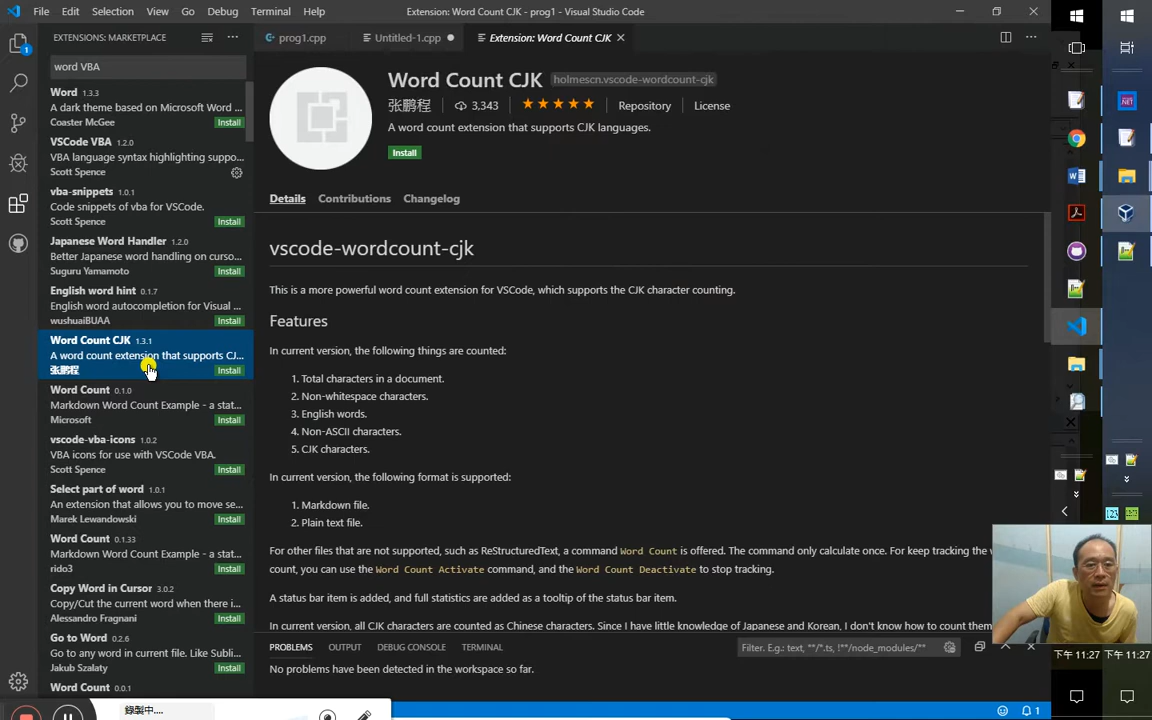 File Edit Selection View Go Debug Terminal Help
Extension: Word Count CJK - prog1 - Visual Studio Code
EXTENSIONS: MARKETPLACE
prog1.cpp Untitled-1.cpp Extension: Word Count CJK
word VBA
Word 1.3.3
A dark theme based on Microsoft Word ...
Coaster McGee Install
VSCode VBA 1.2.0
VBA language syntax highlighting suppo...
Scott Spence
vba-snippets 1.0.1
Code snippets of vba for VSCode.
Scott Spence Install
Japanese Word Handler 1.2.0
Better Japanese word handling on curso...
Suguru Yamamoto Install
English word hint 0.1.7
English word autocompletion for Visual ...
wushuaiBUAA Install
Word Count CJK 1.3.1
A word count extension that supports CJ...
张鹏程 Install
Word Count 0.1.0
Markdown Word Count Example - a stat...
Microsoft Install
vscode-vba-icons 1.0.2
VBA icons for use with VSCode VBA.
Scott Spence Install
Select part of word 1.0.1
An extension that allows you to move se...
Marek Lewandowski Install
Word Count 0.1.33
Markdown Word Count Example - a stat...
rido3 Install
Copy Word in Cursor 3.0.2
Copy/Cut the current word when there i...
Alessandro Fragnani Install
Go to Word 0.2.6
Go to any word in current file. Like Subli...
Jakub Szalaty Install
Word Count 0.0.1
Word Count CJK holmescn.vscode-wordcount-cjk
张鹏程 3,343 Repository License
A word count extension that supports CJK languages.
Install
Details Contributions Changelog
vscode-wordcount-cjk
This is a more powerful word count extension for VSCode, which supports the CJK character counting.
Features
In current version, the following things are counted:
1. Total characters in a document.
2. Non-whitespace characters.
3. English words.
4. Non-ASCII characters.
5. CJK characters.
In current version, the following format is supported:
1. Markdown file.
2. Plain text file.
For other files that are not supported, such as ReStructuredText, a command Word Count is offered. The command only calculate once. For keep tracking the
count, you can use the Word Count Activate command, and the Word Count Deactivate to stop tracking.
A status bar item is added, and full statistics are added as a tooltip of the status bar item.
In current version, all CJK characters are counted as Chinese characters. Since I have little knowledge of Japanese and Korean, I don't know how to count them
PROBLEMS OUTPUT DEBUG CONSOLE TERMINAL
Filter. E.g.: text, **/*.ts, !**/node_modules/**
No problems have been detected in the workspace so far.
下午 11:27 下午 11:27
錄製中....
1